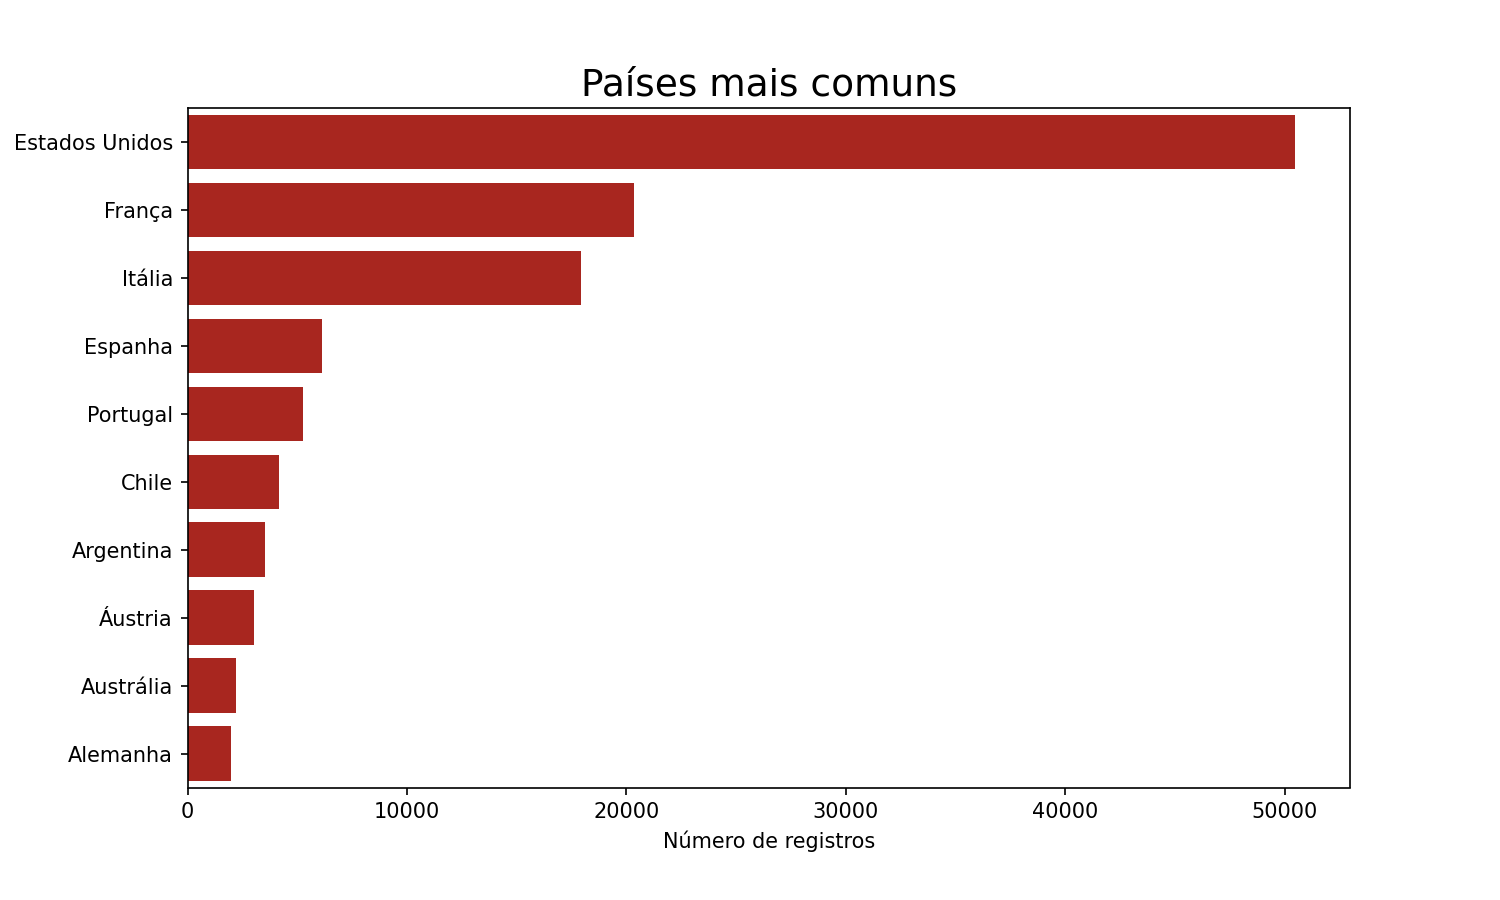 Países mais comuns
Estados Unidos
França
Itália
Espanha
Portugal
Chile
Argentina
Áustria
Austrália
Alemanha
0 10000 20000 30000 40000 50000
Número de registros